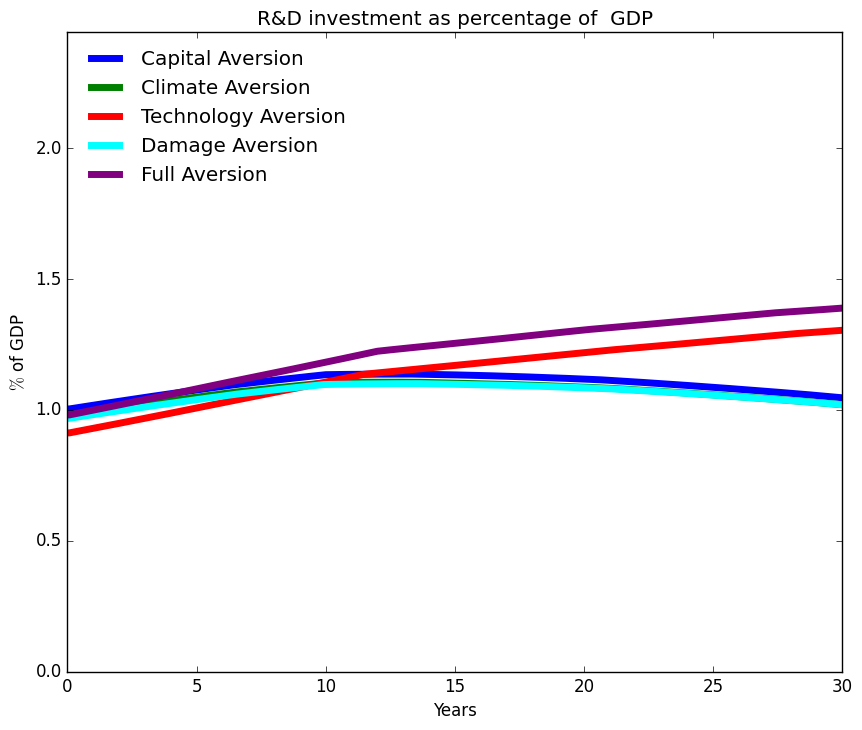 R&D investment as percentage of  GDP
Capital Aversion
Climate Aversion
Technology Aversion
Damage Aversion
Full Aversion
% of GDP
2.0
1.5
1.0
0.5
0.0
0 5 10 15 20 25 30
Years